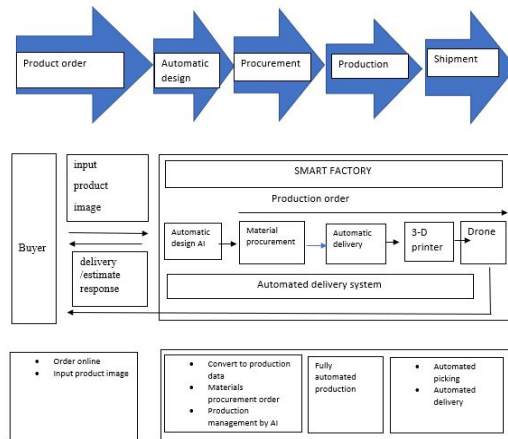 Product order
Automatic
design
Procurement
Production
Shipment
Buyer
input
product
image
delivery
/estimate
response
SMART FACTORY
Production order
Automatic
design AI
Material
procurement
Automatic
delivery
3-D
printer
Drone
Automated delivery system
• Order online
• Input product image
• Convert to production
data
• Materials
procurement order
• Production
management by AI
Fully
automated
production
• Automated
picking
• Automated
delivery